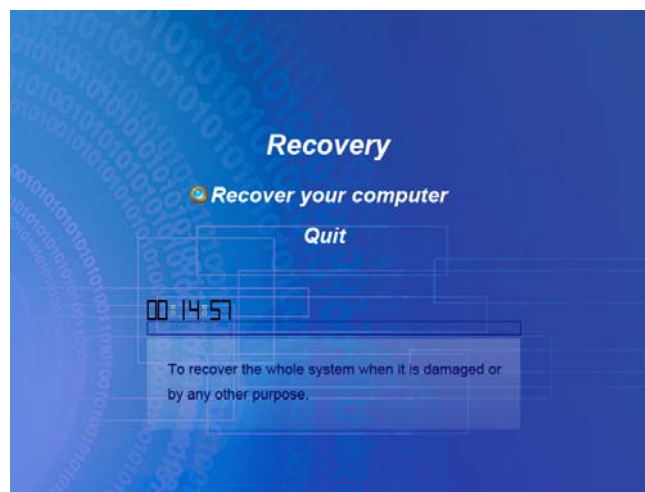 Recovery
Recover your computer
Quit
00:14:57
To recover the whole system when it is damaged or
by any other purpose.